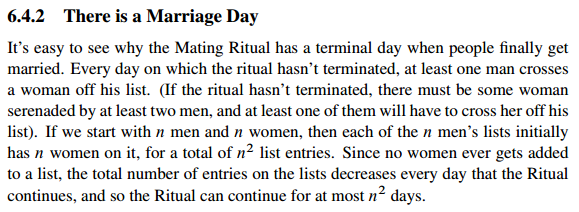 6.4.2 There is a Marriage Day
It’s easy to see why the Mating Ritual has a terminal day when people finally get
married. Every day on which the ritual hasn’t terminated, at least one man crosses
a woman off his list. (If the ritual hasn’t terminated, there must be some woman
serenaded by at least two men, and at least one of them will have to cross her off his
list). If we start with n men and n women, then each of the n men’s lists initially
has n women on it, for a total of n² list entries. Since no women ever gets added
to a list, the total number of entries on the lists decreases every day that the Ritual
continues, and so the Ritual can continue for at most n² days.